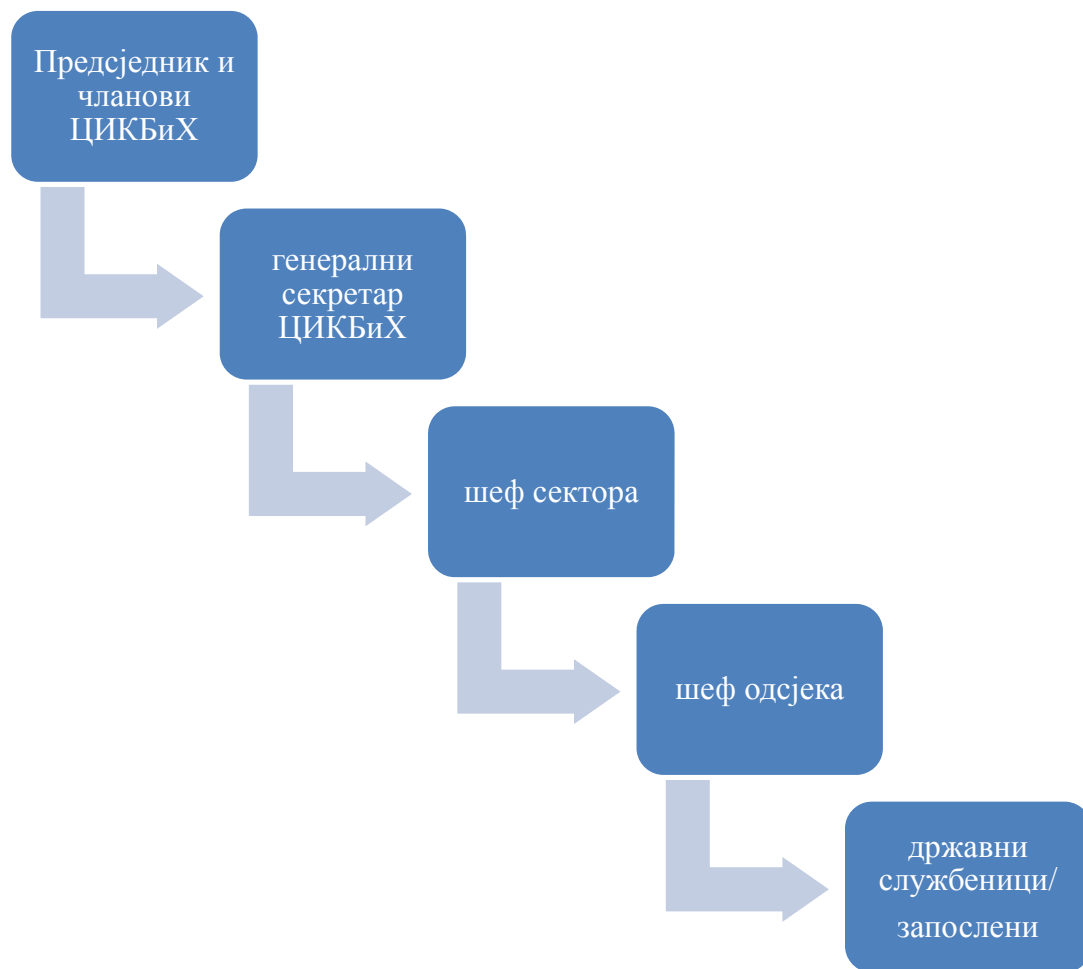 Предсједник и
чланови
ЦИКБиХ
генерални
секретар
ЦИКБиХ
шеф сектора
шеф одсјека
државни
службеници/
запослени